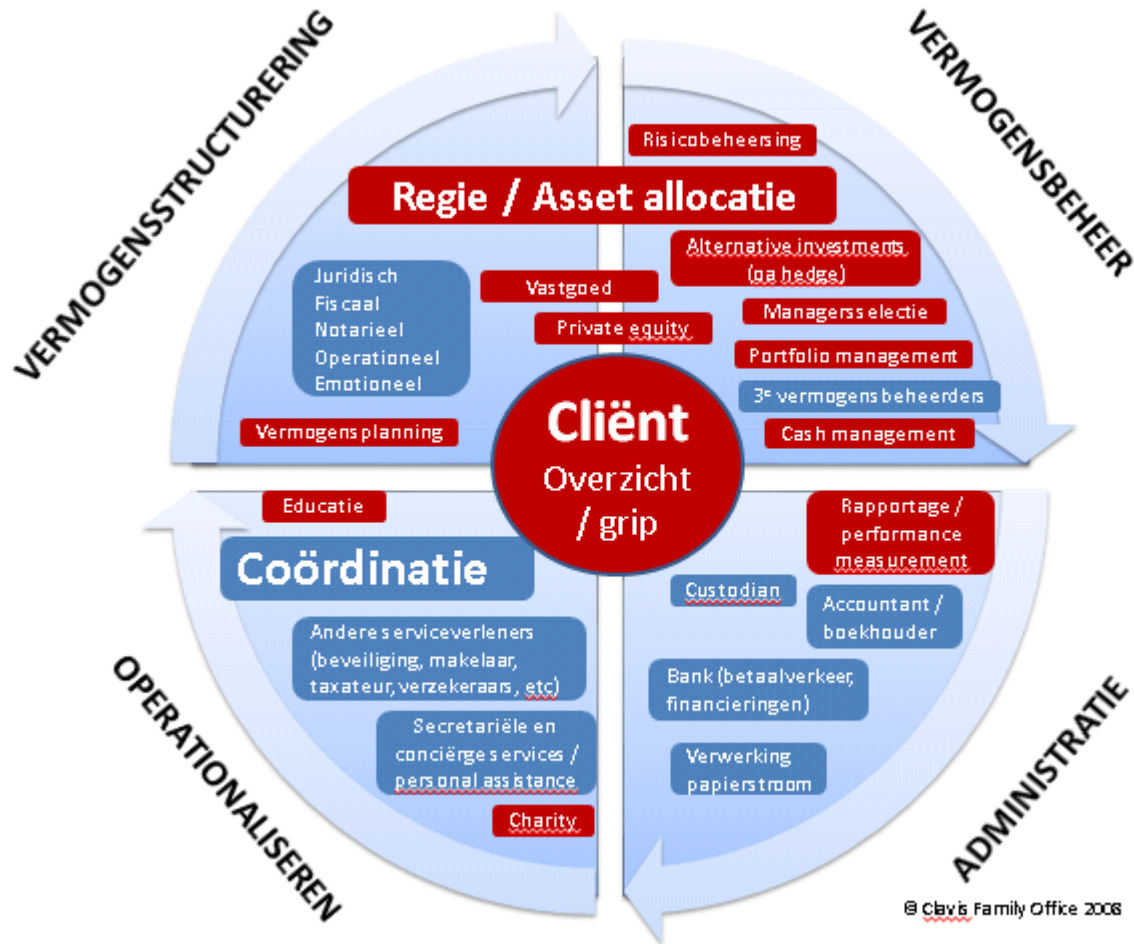 VERMOGENSSTRUCTURERING
VERMOGENSBEHEER
Risicobeheersing
Regie / Asset allocatie
Alternative investments
(oa hedge)
Juridisch
Fiscaal
Notarieel
Operationeel
Emotioneel
Vastgoed
Private equity
Managersselectie
Portfolio management
3e vermogensbeheerders
Cash management
Vermogensplanning
Cliënt
Overzicht
/ grip
Educatie
Coördinatie
Andere serviceverleners
(beveiliging, makelaar,
taxateur, verzekeraars, etc)
Secretariële en
conciërge services /
personal assistance
Charity
Rapportage /
performance
measurement
Custodian
Accountant /
boekhouder
Bank (betaalverkeer,
financieringen)
Verwerking
papierstroom
OPERATIONALISEREN
ADMINISTRATIE
© Clavis Family Office 2008